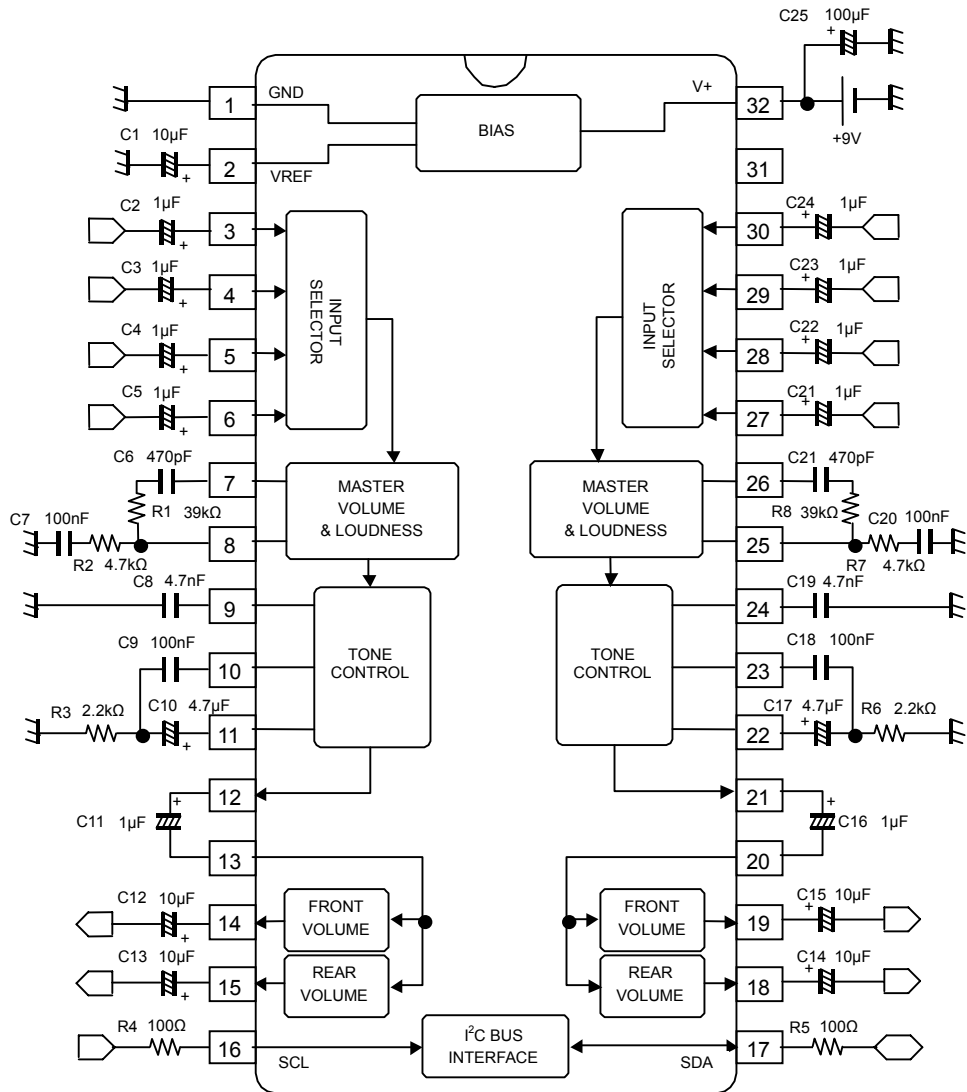 C25 100µF
+
1 GND V+ 32
BIAS
+9V
C1 10µF
+
2
VREF
31
C2 1µF
+
3
C24 1µF
+
30
C3 1µF
+
4
C23 1µF
+
29
INPUT
SELECTOR
INPUT
SELECTOR
C4 1µF
+
5
C22 1µF
+
28
C5 1µF
+
6
C21 1µF
+
27
C6 470pF
7
MASTER
VOLUME
& LOUDNESS
MASTER
VOLUME
& LOUDNESS
26
C21 470pF
R1 39kΩ
R8 39kΩ
C7 100nF
R2 4.7kΩ
8
25
C20 100nF
R7 4.7kΩ
C8 4.7nF
9
24
C19 4.7nF
C9 100nF
10
TONE
CONTROL
TONE
CONTROL
23
C18 100nF
R3 2.2kΩ
C10 4.7µF
+
11
22
C17 4.7µF
+
R6 2.2kΩ
12
21
+
C11 1µF
+
C16 1µF
13
20
C12 10µF
+
14
FRONT
VOLUME
FRONT
VOLUME
19
C15 10µF
+
C13 10µF
+
15
REAR
VOLUME
REAR
VOLUME
18
C14 10µF
+
R4 100Ω
16
SCL
I²C BUS
INTERFACE
SDA
17
R5 100Ω